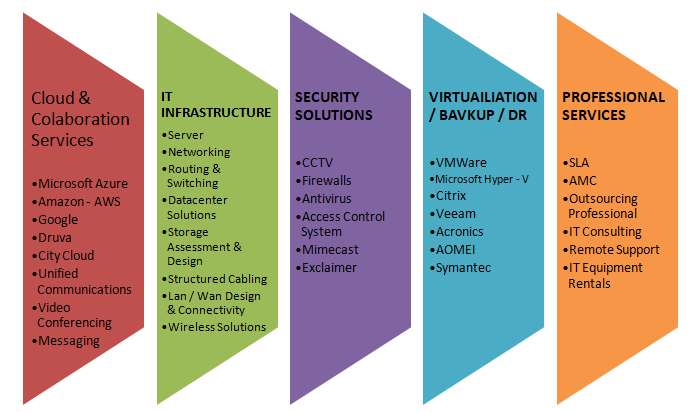 Cloud &
Colaboration
Services
•Microsoft Azure
•Amazon - AWS
•Google
•Druva
•City Cloud
•Unified
Communications
•Video
Conferencing
•Messaging
IT
INFRASTRUCTURE
•Server
•Networking
•Routing &
Switching
•Datacenter
Solutions
•Storage
Assessment &
Design
•Structured Cabling
•Lan / Wan Design
& Connectivity
•Wireless Solutions
SECURITY
SOLUTIONS
•CCTV
•Firewalls
•Antivirus
•Access Control
System
•Mimecast
•Exclaimer
VIRTUAILIATION
/ BAVKUP / DR
•VMWare
•Microsoft Hyper - V
•Citrix
•Veeam
•Acronics
•AOMEI
•Symantec
PROFESSIONAL
SERVICES
•SLA
•AMC
•Outsourcing
Professional
•IT Consulting
•Remote Support
•IT Equipment
Rentals